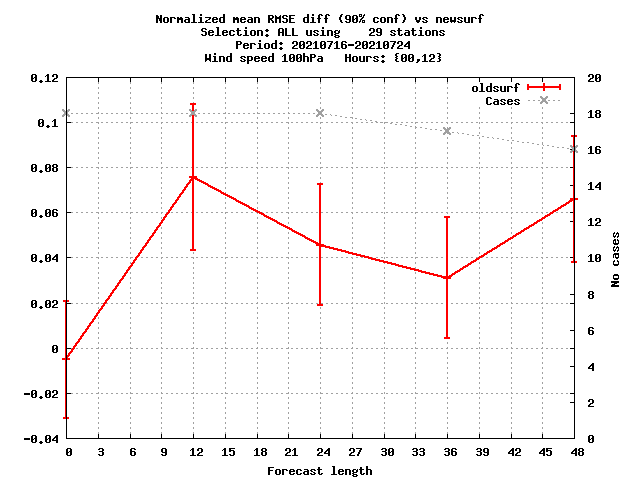 Normalized mean RMSE diff (90% conf) vs newsurf
Selection: ALL using    29 stations
Period: 20210716-20210724
Wind speed 100hPa   Hours: {00,12}
oldsurf
Cases
0.12
0.1
0.08
0.06
0.04
0.02
0
-0.02
-0.04
20
18
16
14
12
10
8
6
4
2
0
No cases
0 3 6 9 12 15 18 21 24 27 30 33 36 39 42 45 48
Forecast length